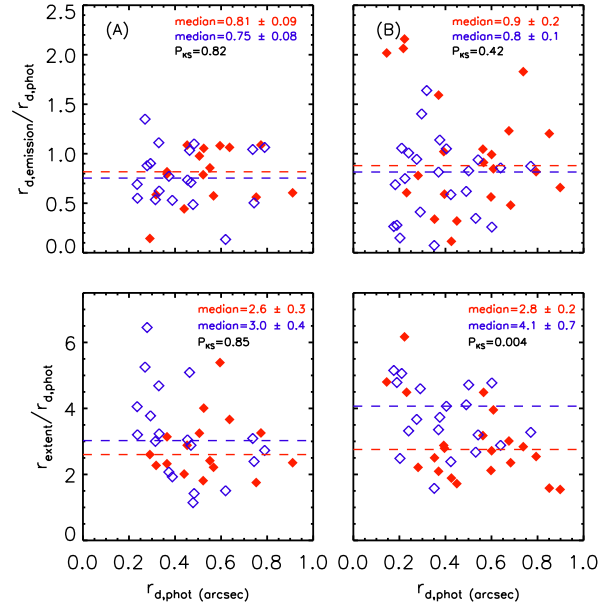 (A)
median=0.81 ± 0.09
median=0.75 ± 0.08
P_KS=0.82
(B)
median=0.9 ± 0.2
median=0.8 ± 0.1
P_KS=0.42
r_d,emission/r_d,phot
2.5
2.0
1.5
1.0
0.5
0.0
median=2.6 ± 0.3
median=3.0 ± 0.4
P_KS=0.85
median=2.8 ± 0.2
median=4.1 ± 0.7
P_KS=0.004
r_extent/r_d,phot
6
4
2
0
0.0 0.2 0.4 0.6 0.8 1.0
0.0 0.2 0.4 0.6 0.8 1.0
r_d,phot (arcsec)
r_d,phot (arcsec)